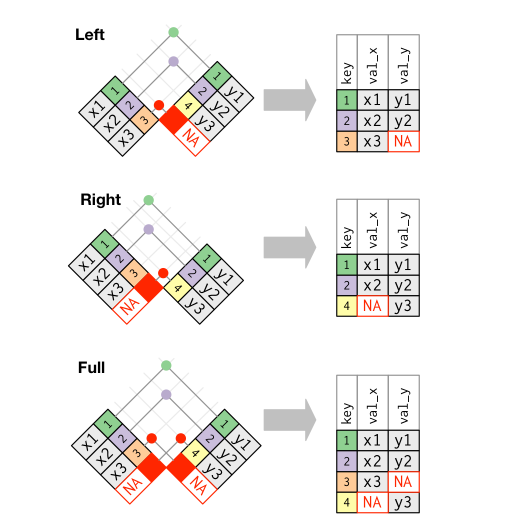 Left
1 2 3
x1 x2 x3
1 2 4
y1 y2 y3
NA
key val_x val_y
1 x1 y1
2 x2 y2
3 x3 NA
Right
1 2 3
x1 x2 x3
NA
1 2 4
y1 y2 y3
key val_x val_y
1 x1 y1
2 x2 y2
4 NA y3
Full
1 2 3
x1 x2 x3
NA
1 2 4
y1 y2 y3
NA
key val_x val_y
1 x1 y1
2 x2 y2
3 x3 NA
4 NA y3